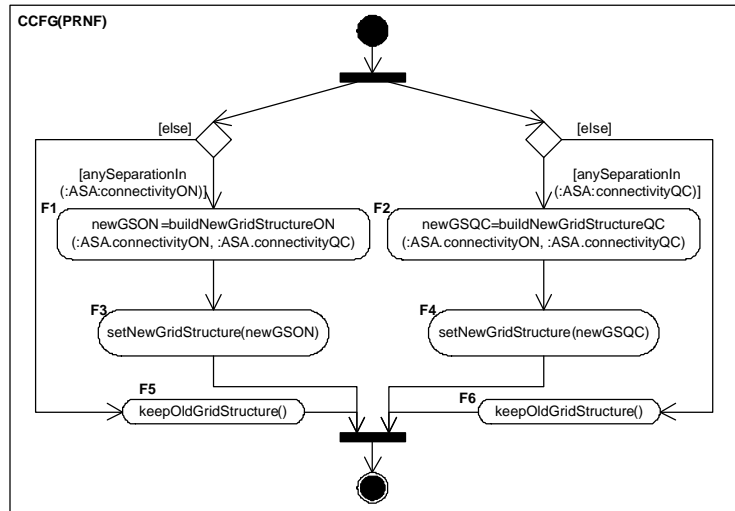 CCFG(PRNF)
[else]
[else]
[anySeparationIn
(:ASA:connectivityON)]
[anySeparationIn
(:ASA:connectivityQC)]
F1
newGSON=buildNewGridStructureON
(:ASA.connectivityON, :ASA.connectivityQC)
F2
newGSQC=buildNewGridStructureQC
(:ASA.connectivityON, :ASA.connectivityQC)
F3
setNewGridStructure(newGSON)
F4
setNewGridStructure(newGSQC)
F5
keepOldGridStructure()
F6
keepOldGridStructure()